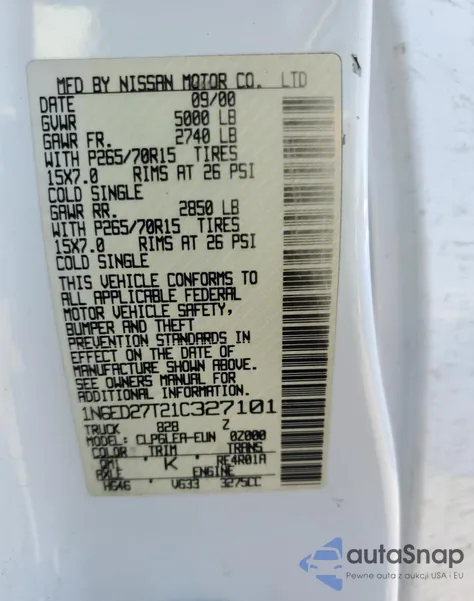 MFD BY NISSAN MOTOR CO. LTD
DATE 09/00
GVWR 5000 LB
GAWR FR. 2740 LB
WITH P265/70R15 TIRES
15X7.0 RIMS AT 26 PSI
COLD SINGLE
GAWR RR. 2850 LB
WITH P265/70R15 TIRES
15X7.0 RIMS AT 26 PSI
COLD SINGLE
THIS VEHICLE CONFORMS TO
ALL APPLICABLE FEDERAL
MOTOR VEHICLE SAFETY,
BUMPER AND THEFT
PREVENTION STANDARDS IN
EFFECT ON THE DATE OF
MANUFACTURE SHOWN ABOVE.
SEE OWNERS MANUAL FOR
ADDITIONAL INFORMATION.
1N6ED27T21C327101
TRUCK 828 Z
MODEL: CLPGLEA-EUN 0Z000
COLOR TRIM TRANS
QM1 K RE4R01A
AXLE ENGINE
HG46 VG33 3275CC
autaSnap
Pewne auta z aukcji USA i EU